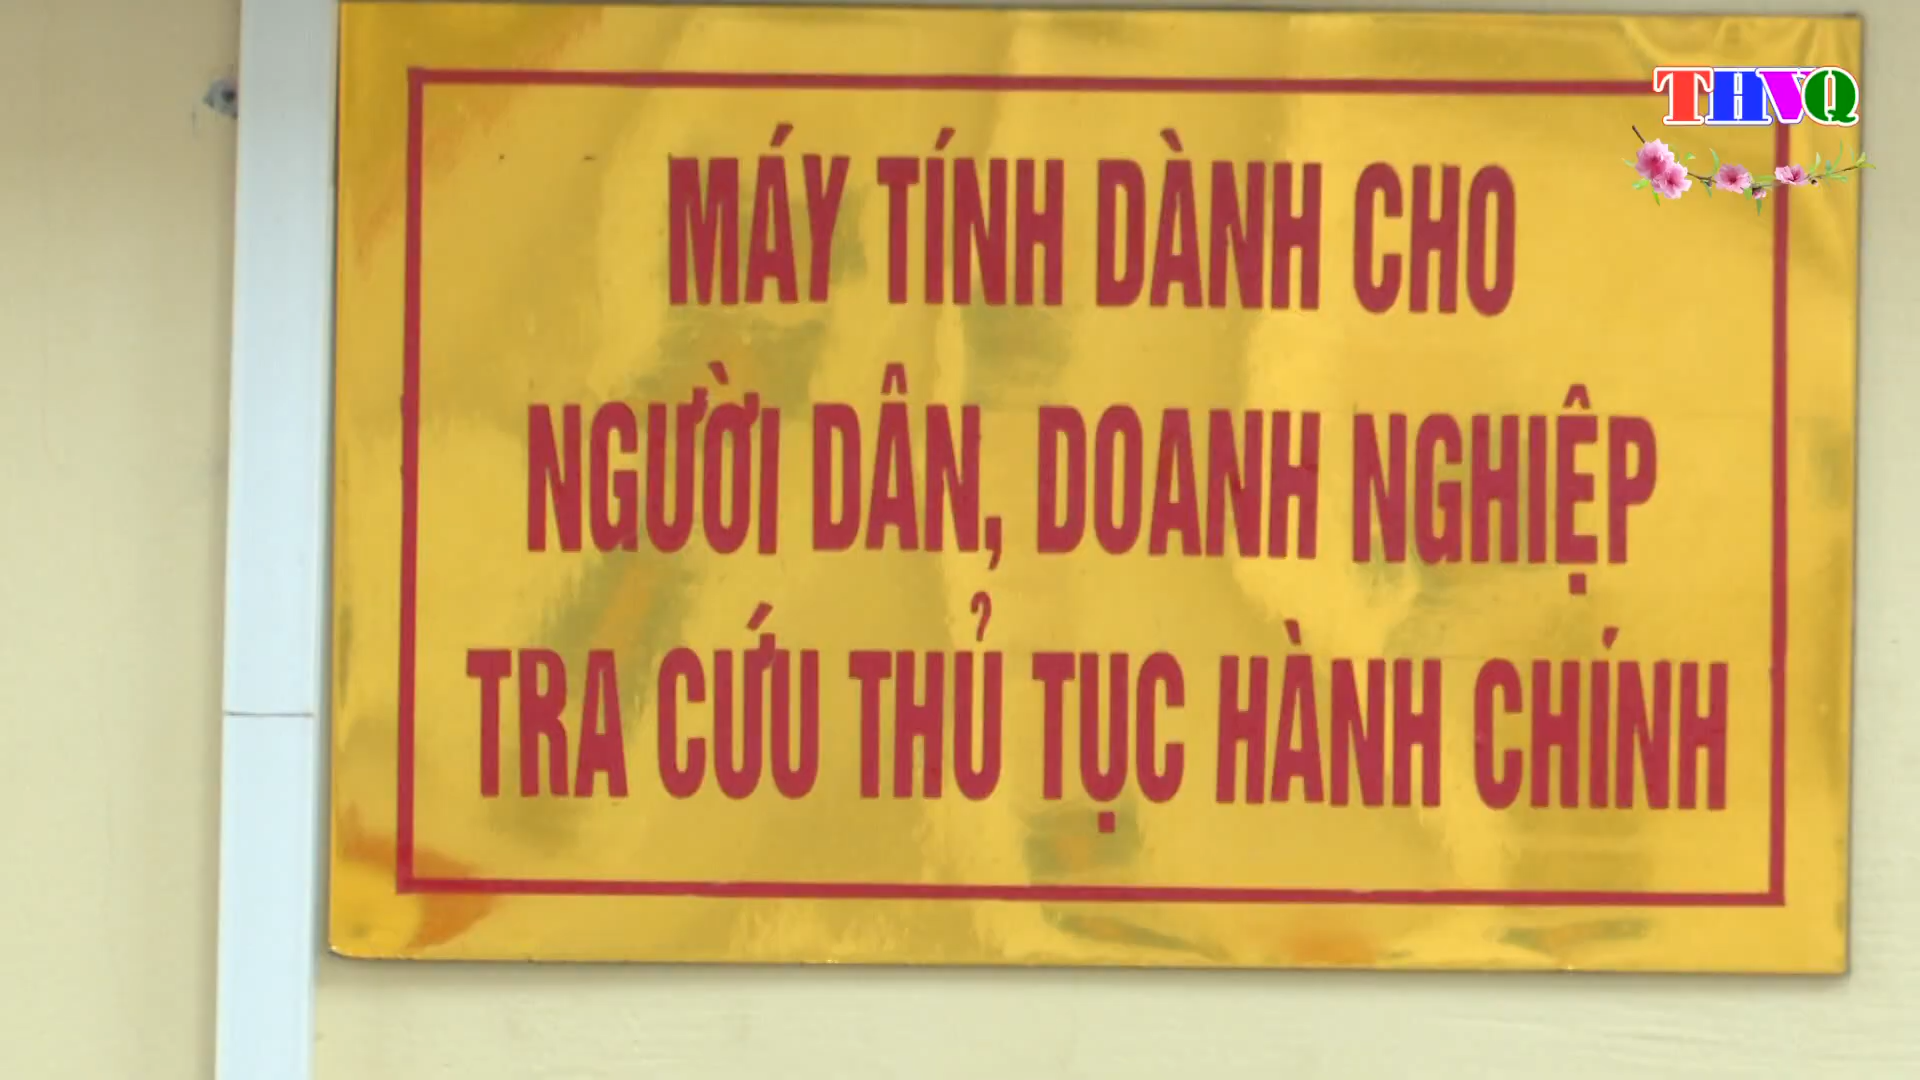 THVQ
MÁY TÍNH DÀNH CHO
NGƯỜI DÂN, DOANH NGHIỆP
TRA CỨU THỦ TỤC HÀNH CHÍNH